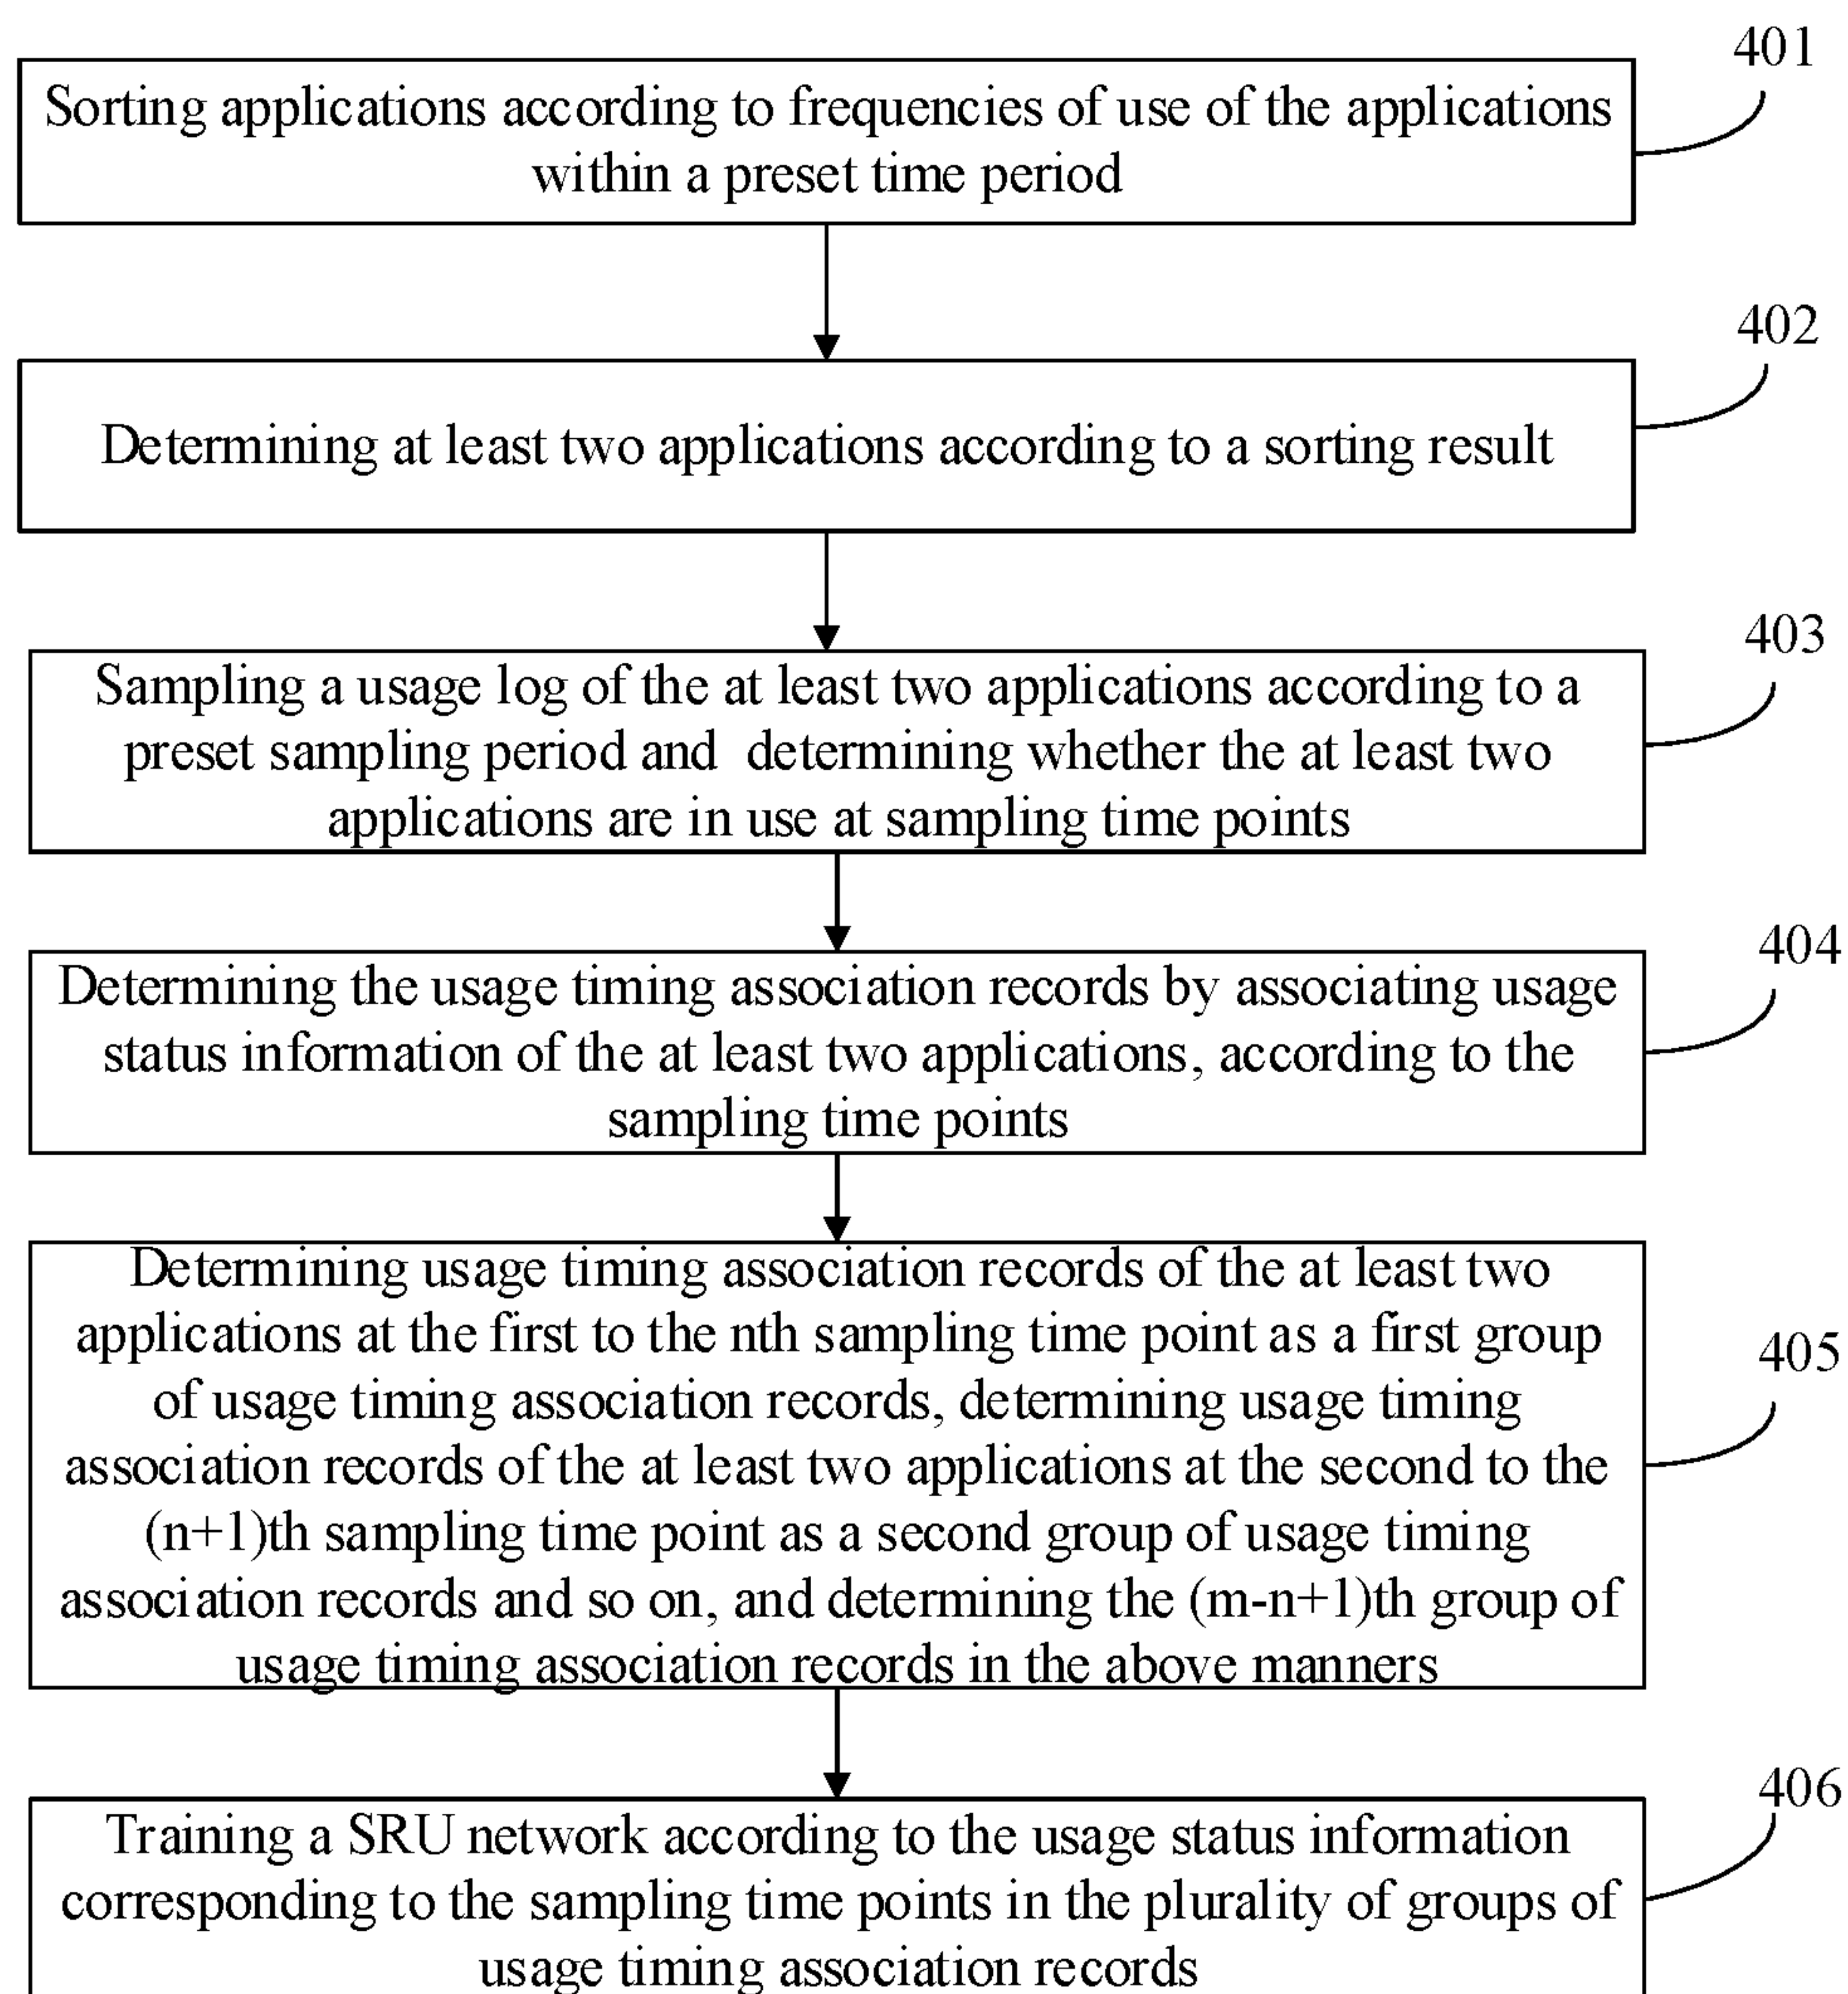 401
Sorting applications according to frequencies of use of the applications
within a preset time period
402
Determining at least two applications according to a sorting result
403
Sampling a usage log of the at least two applications according to a
preset sampling period and determining whether the at least two
applications are in use at sampling time points
404
Determining the usage timing association records by associating usage
status information of the at least two applications, according to the
sampling time points
405
Determining usage timing association records of the at least two
applications at the first to the nth sampling time point as a first group
of usage timing association records, determining usage timing
association records of the at least two applications at the second to the
(n+1)th sampling time point as a second group of usage timing
association records and so on, and determining the (m-n+1)th group of
usage timing association records in the above manners
406
Training a SRU network according to the usage status information
corresponding to the sampling time points in the plurality of groups of
usage timing association records